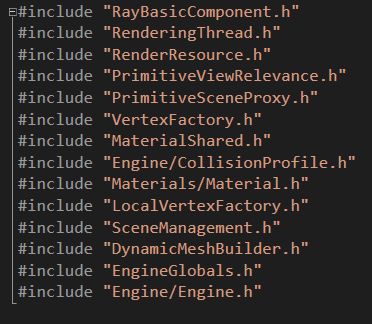 #include "RayBasicComponent.h"
#include "RenderingThread.h"
#include "RenderResource.h"
#include "PrimitiveViewRelevance.h"
#include "PrimitiveSceneProxy.h"
#include "VertexFactory.h"
#include "MaterialShared.h"
#include "Engine/CollisionProfile.h"
#include "Materials/Material.h"
#include "LocalVertexFactory.h"
#include "SceneManagement.h"
#include "DynamicMeshBuilder.h"
#include "EngineGlobals.h"
#include "Engine/Engine.h"